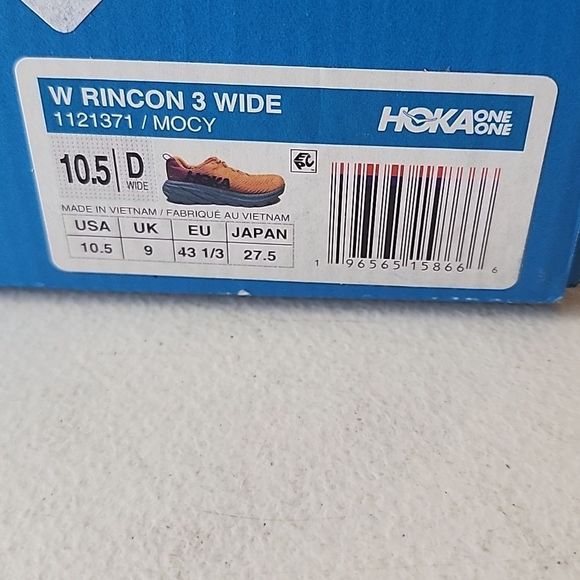 W RINCON 3 WIDE
1121371 / MOCY
HOKA ONE ONE
10.5 D WIDE
HOKA
MADE IN VIETNAM / FABRIQUÉ AU VIETNAM
USA UK EU JAPAN
10.5 9 43 1/3 27.5
1 96565 15866 6